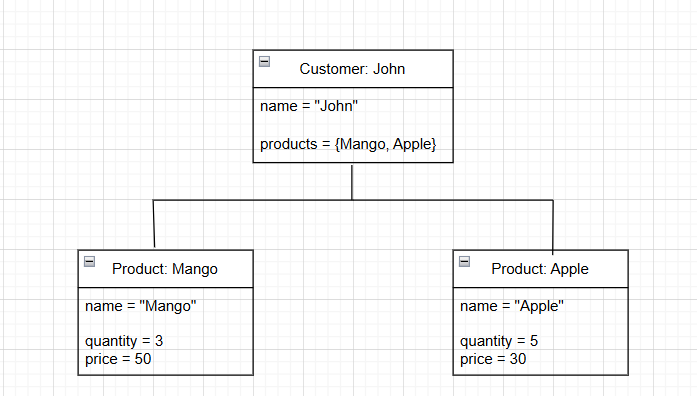 Customer: John
name = "John"
products = {Mango, Apple}
Product: Mango
name = "Mango"
quantity = 3
price = 50
Product: Apple
name = "Apple"
quantity = 5
price = 30